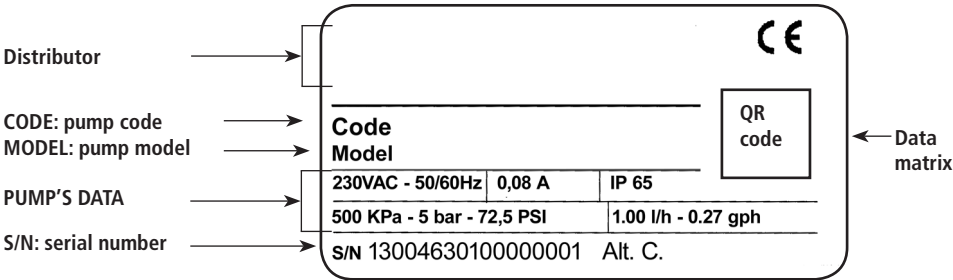 CE
Distributor
CODE: pump code
MODEL: pump model
PUMP'S DATA
S/N: serial number
Code
Model
230VAC - 50/60Hz 0,08 A IP 65
500 KPa - 5 bar - 72,5 PSI 1.00 l/h - 0.27 gph
S/N 13004630100000001 Alt. C.
QR
code
Data
matrix